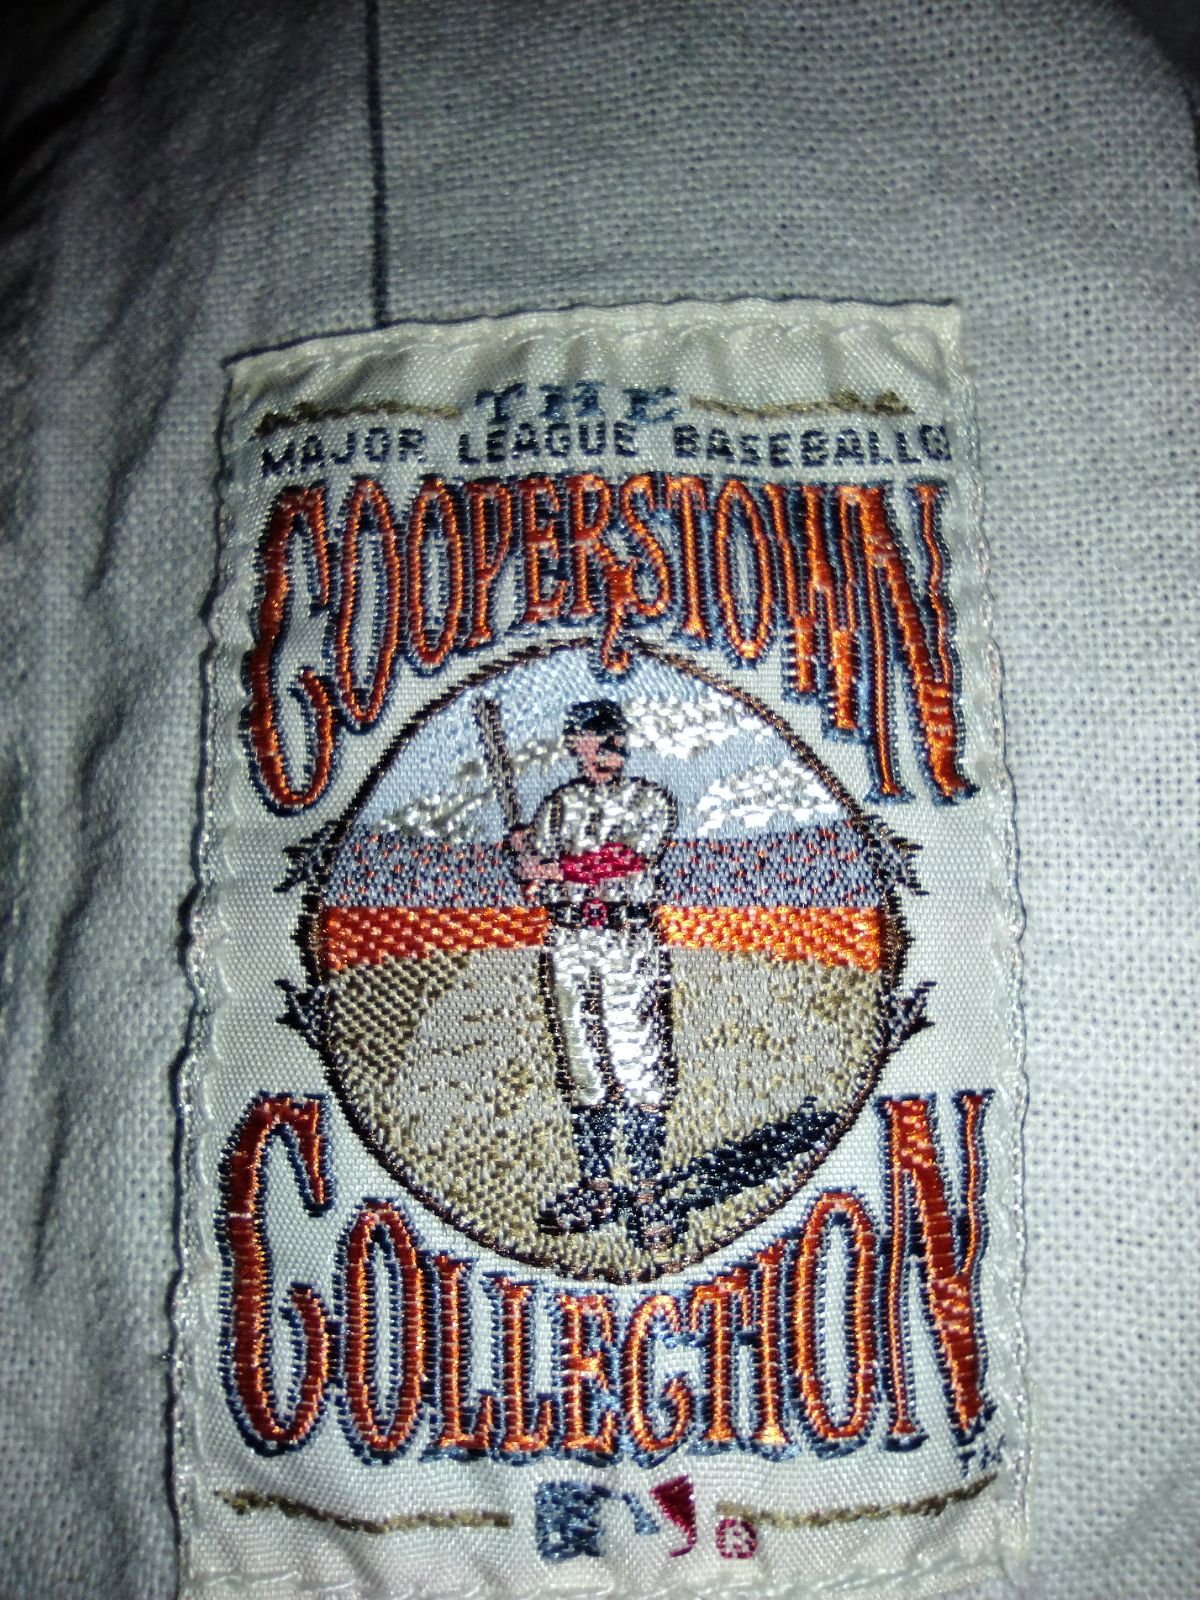 THE
MAJOR LEAGUE BASEBALL®
COOPERSTOWN
COLLECTION
TM
®